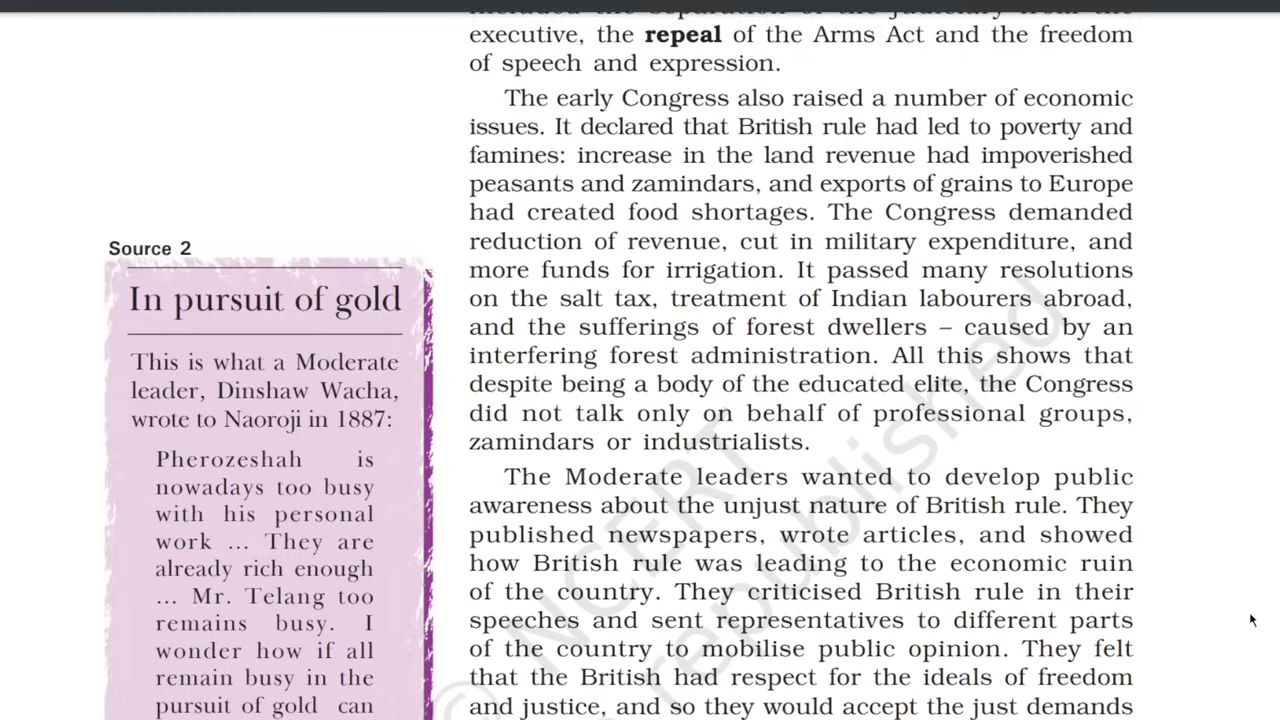 included the separation of the judiciary from the
executive, the repeal of the Arms Act and the freedom
of speech and expression.
The early Congress also raised a number of economic
issues. It declared that British rule had led to poverty and
famines: increase in the land revenue had impoverished
peasants and zamindars, and exports of grains to Europe
had created food shortages. The Congress demanded
reduction of revenue, cut in military expenditure, and
more funds for irrigation. It passed many resolutions
on the salt tax, treatment of Indian labourers abroad,
and the sufferings of forest dwellers – caused by an
interfering forest administration. All this shows that
despite being a body of the educated elite, the Congress
did not talk only on behalf of professional groups,
zamindars or industrialists.
The Moderate leaders wanted to develop public
awareness about the unjust nature of British rule. They
published newspapers, wrote articles, and showed
how British rule was leading to the economic ruin
of the country. They criticised British rule in their
speeches and sent representatives to different parts
of the country to mobilise public opinion. They felt
that the British had respect for the ideals of freedom
and justice, and so they would accept the just demands
Source 2
In pursuit of gold
This is what a Moderate
leader, Dinshaw Wacha,
wrote to Naoroji in 1887:
Pherozeshah is
nowadays too busy
with his personal
work ... They are
already rich enough
... Mr. Telang too
remains busy. I
wonder how if all
remain busy in the
pursuit of gold can
© NCERT
republished